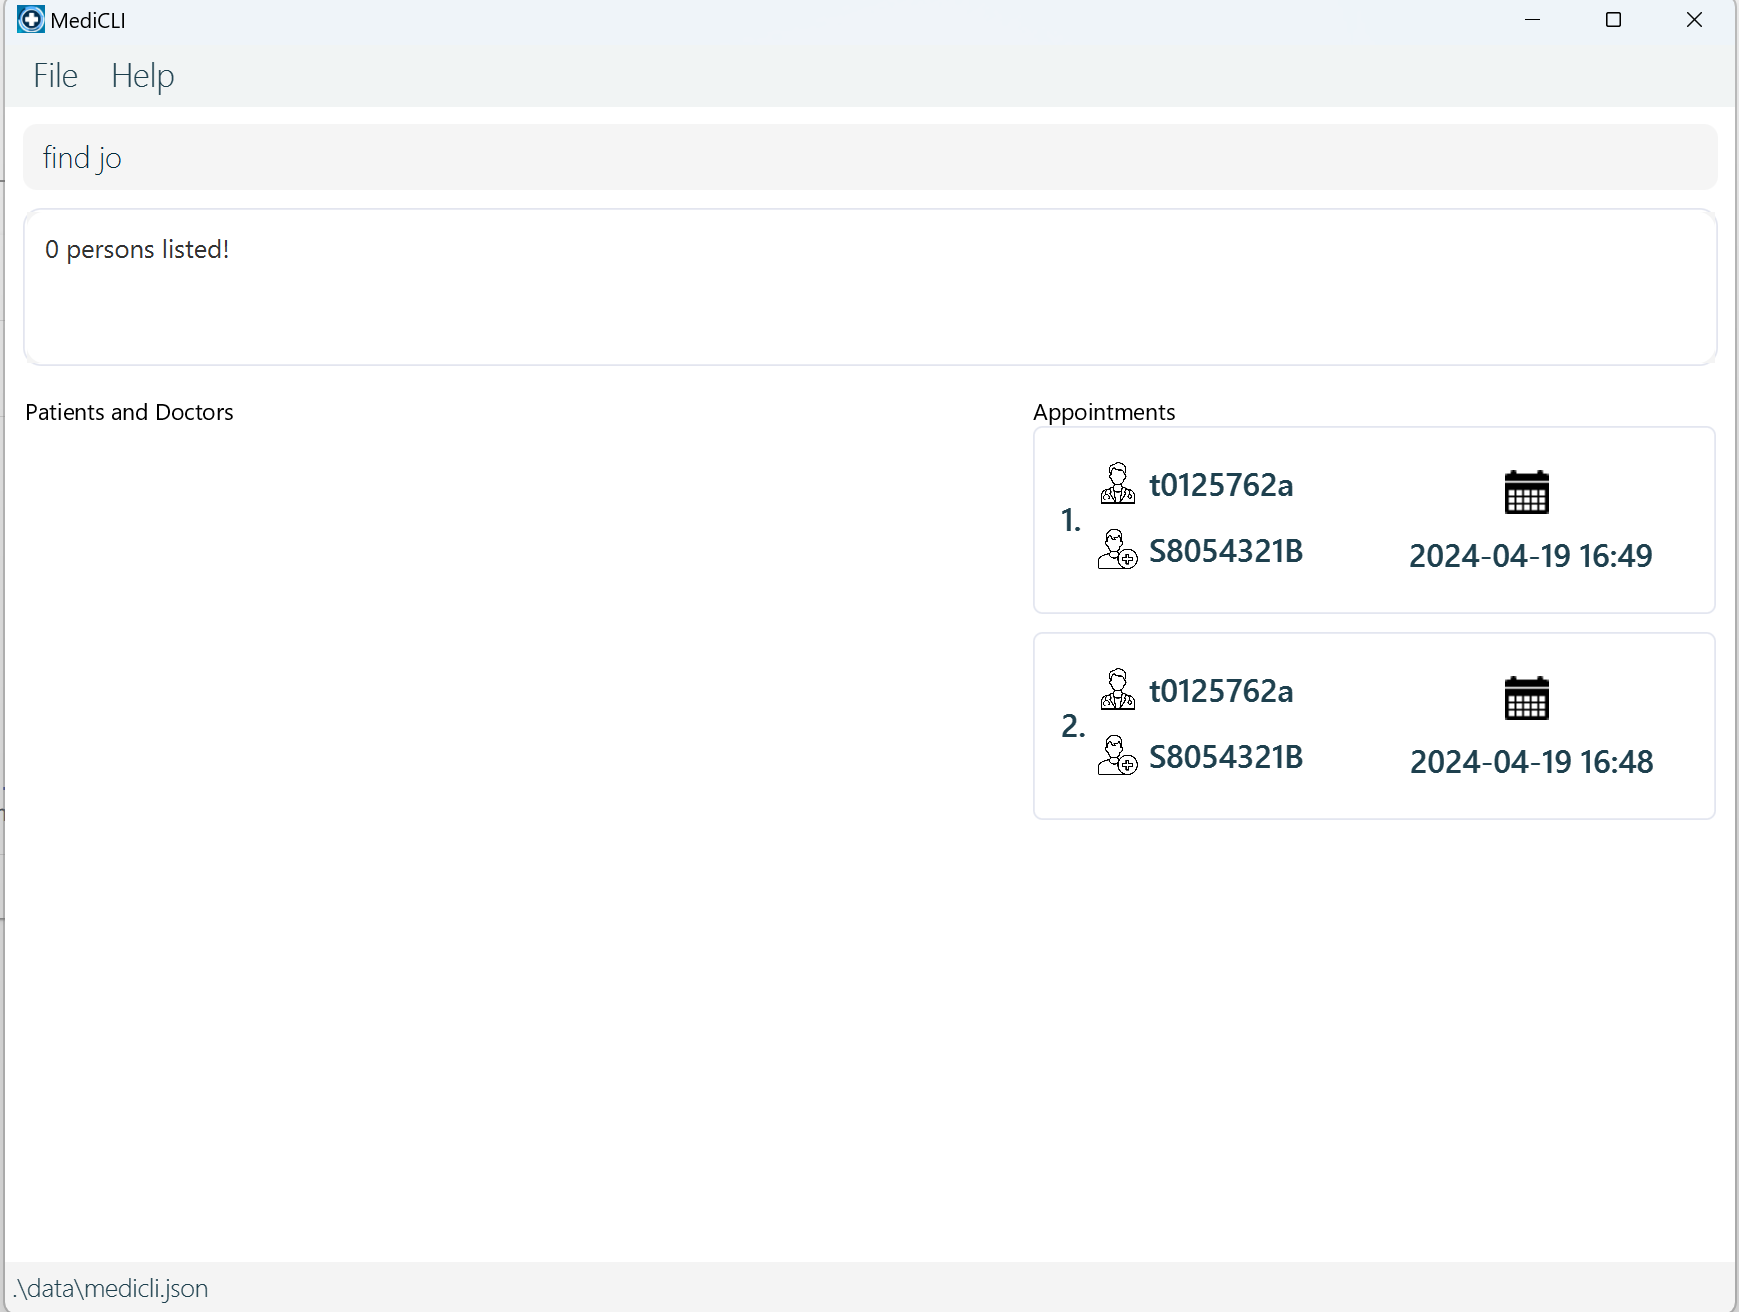 MediCLI
File Help
find jo
0 persons listed!
Patients and Doctors
Appointments
1.
t0125762a
S8054321B
2024-04-19 16:49
2.
t0125762a
S8054321B
2024-04-19 16:48
.\data\medicli.json